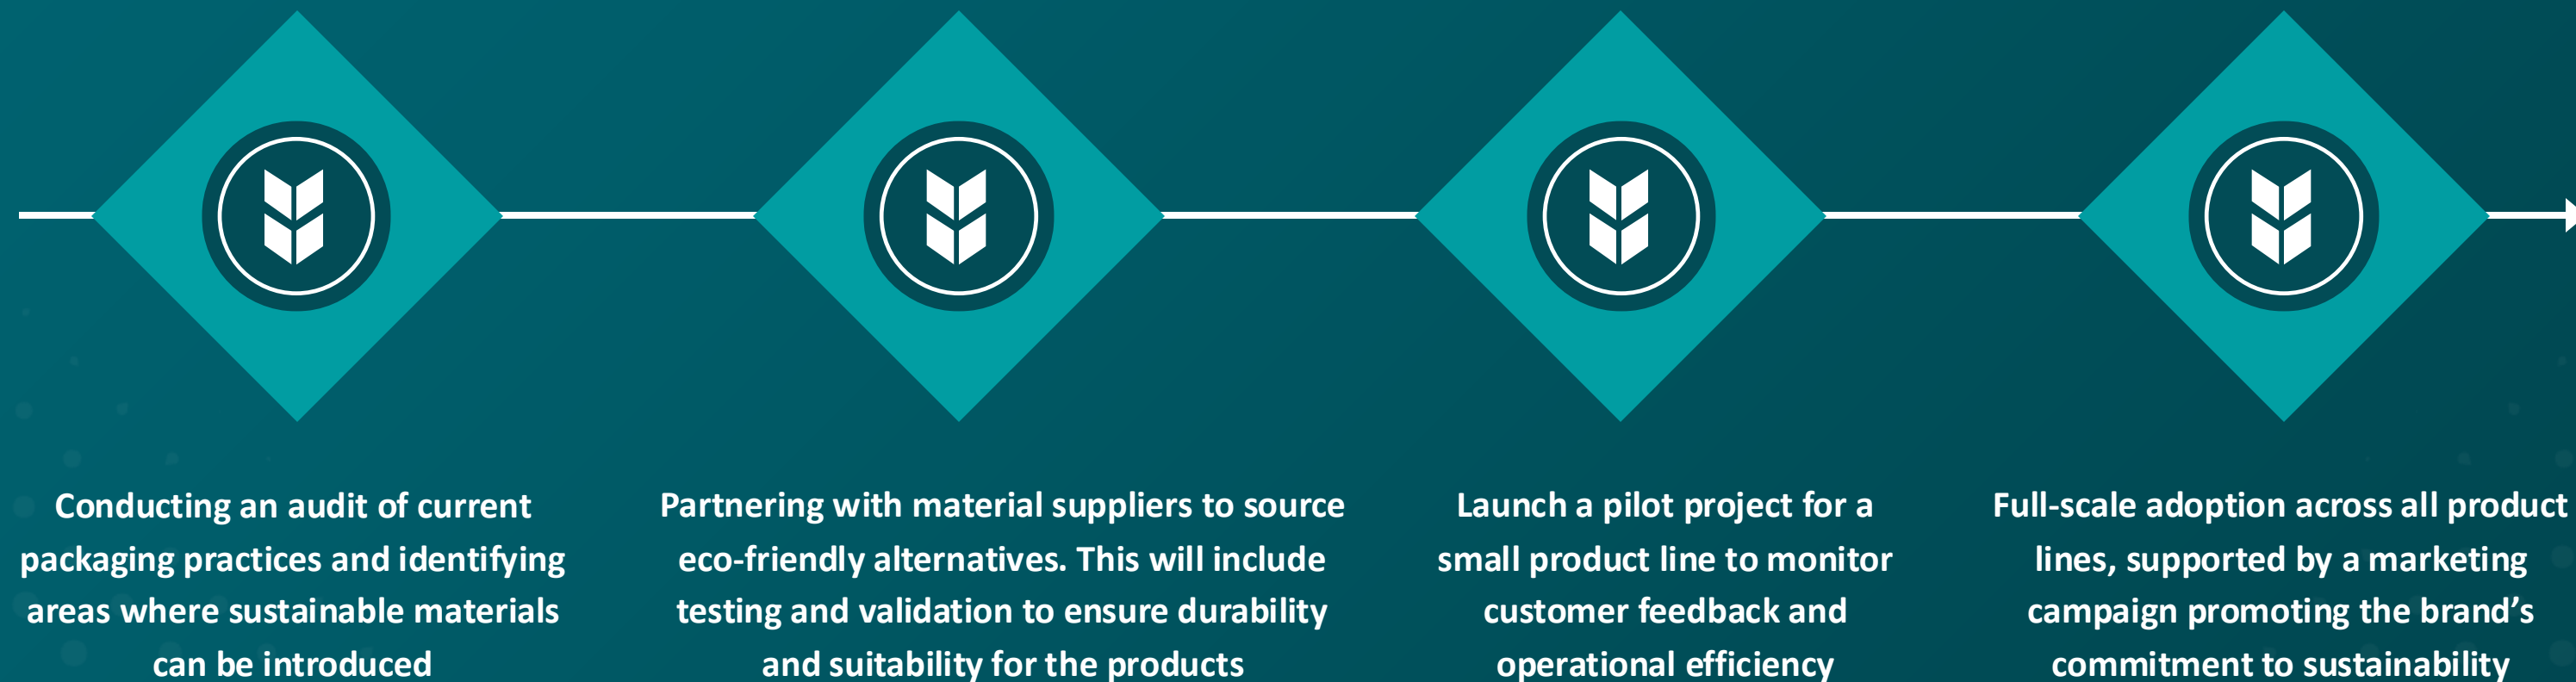 Conducting an audit of current
packaging practices and identifying
areas where sustainable materials
can be introduced
Partnering with material suppliers to source
eco-friendly alternatives. This will include
testing and validation to ensure durability
and suitability for the products
Launch a pilot project for a
small product line to monitor
customer feedback and
operational efficiency
Full-scale adoption across all product
lines, supported by a marketing
campaign promoting the brand’s
commitment to sustainability